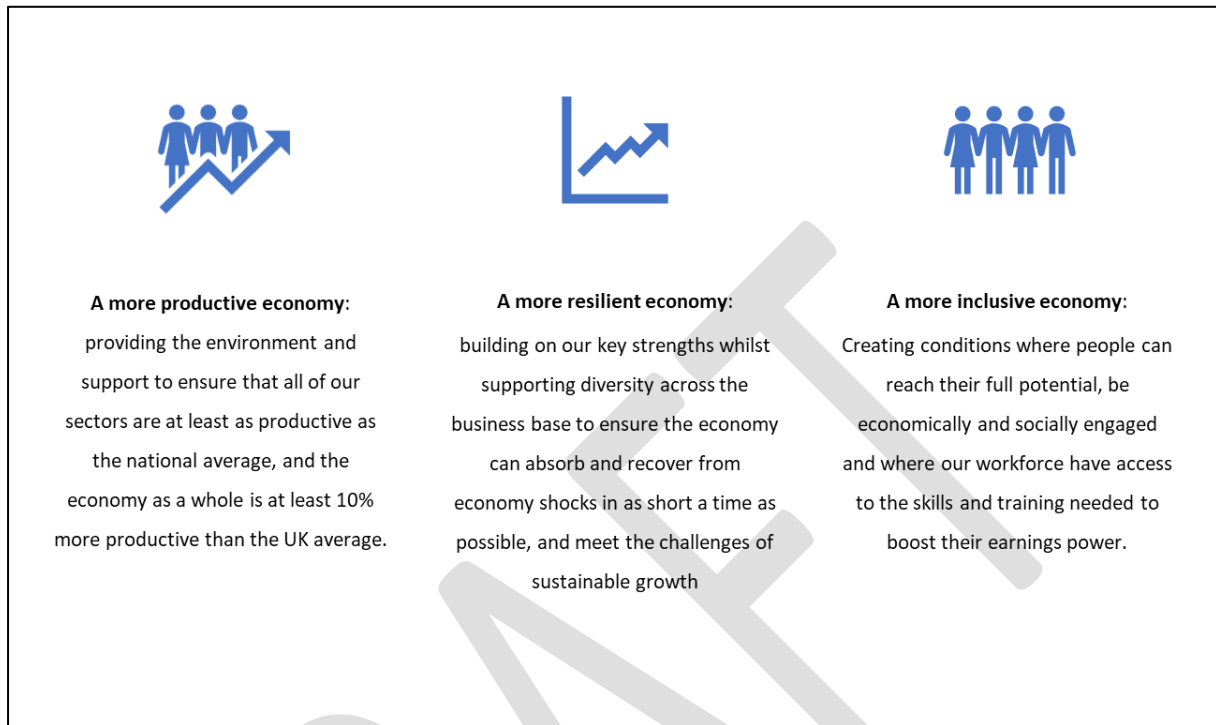 A more productive economy:
providing the environment and
support to ensure that all of our
sectors are at least as productive as
the national average, and the
economy as a whole is at least 10%
more productive than the UK average.
A more resilient economy:
building on our key strengths whilst
supporting diversity across the
business base to ensure the economy
can absorb and recover from
economy shocks in as short a time as
possible, and meet the challenges of
sustainable growth
A more inclusive economy:
Creating conditions where people can
reach their full potential, be
economically and socially engaged
and where our workforce have access
to the skills and training needed to
boost their earnings power.
AFT